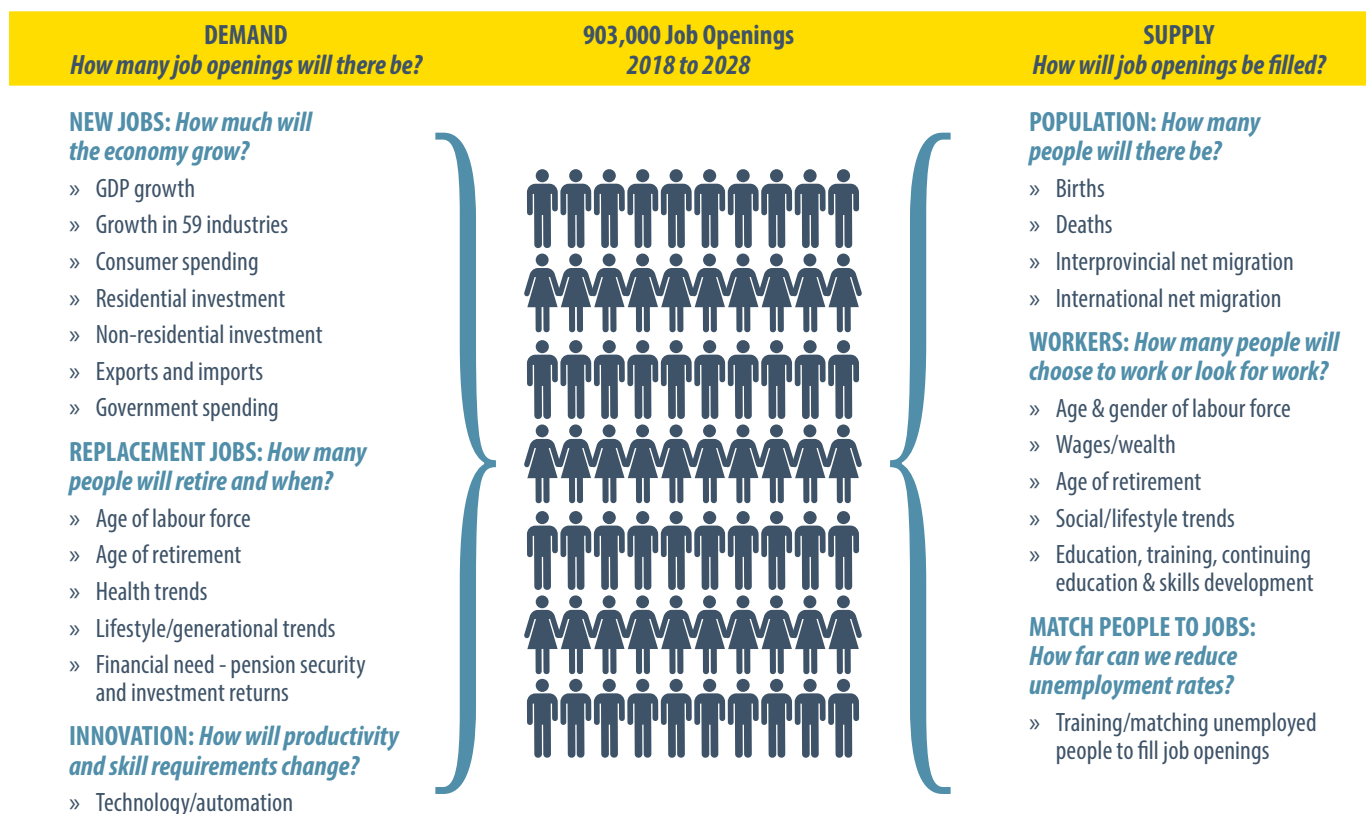 DEMAND
How many job openings will there be?
903,000 Job Openings
2018 to 2028
SUPPLY
How will job openings be filled?
NEW JOBS: How much will
the economy grow?
» GDP growth
» Growth in 59 industries
» Consumer spending
» Residential investment
» Non-residential investment
» Exports and imports
» Government spending
REPLACEMENT JOBS: How many
people will retire and when?
» Age of labour force
» Age of retirement
» Health trends
» Lifestyle/generational trends
» Financial need - pension security
and investment returns
INNOVATION: How will productivity
and skill requirements change?
» Technology/automation
POPULATION: How many
people will there be?
» Births
» Deaths
» Interprovincial net migration
» International net migration
WORKERS: How many people will
choose to work or look for work?
» Age & gender of labour force
» Wages/wealth
» Age of retirement
» Social/lifestyle trends
» Education, training, continuing
education & skills development
MATCH PEOPLE TO JOBS:
How far can we reduce
unemployment rates?
» Training/matching unemployed
people to fill job openings